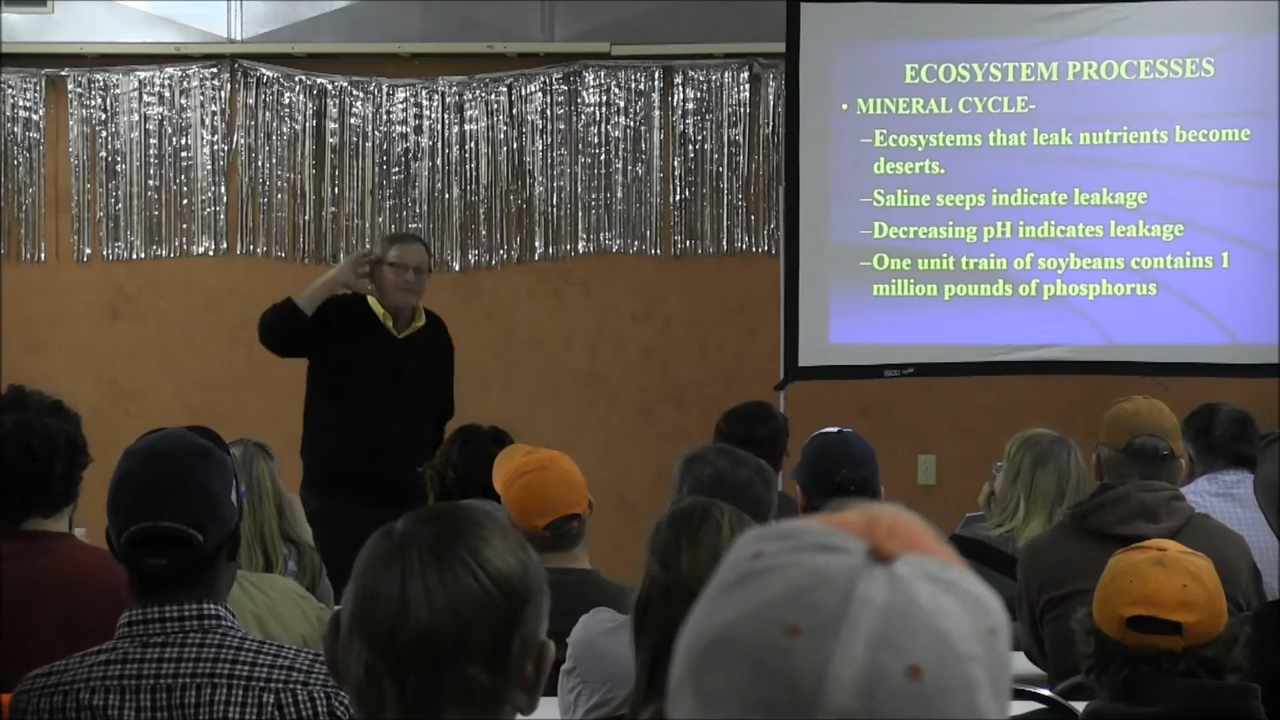 ECOSYSTEM PROCESSES
• MINERAL CYCLE-
–Ecosystems that leak nutrients become
deserts.
–Saline seeps indicate leakage
–Decreasing pH indicates leakage
–One unit train of soybeans contains 1
million pounds of phosphorus